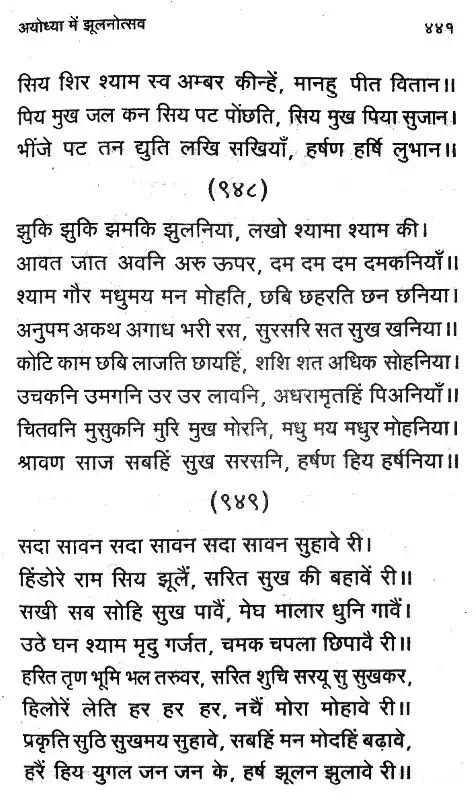 अयोध्या में झूलनोत्सव ४४१
सिय शिर श्याम स्व अम्बर कीन्हें, मानहु पीत वितान॥
पिय मुख जल कन सिय पट पोंछति, सिय मुख पिया सुजान।
भींजे पट तन द्युति लखि सखियाँ, हर्षण हर्षि लुभान॥
(९४८)
झुकि झुकि झमकि झुलनिया, लखो श्यामा श्याम की।
आवत जात अवनि अरु ऊपर, दम दम दम दमकनियाँ॥
श्याम गौर मधुमय मन मोहति, छबि छहरति छन छनिया।
अनुपम अकथ अगाध भरी रस, सुरसरि सत सुख खनिया॥
कोटि काम छबि लाजति छायहिं, शशि शत अधिक सोहनिया।
उचकनि उमगनि उर उर लावनि, अधरामृतहिं पिअनियाँ॥
चितवनि मुसुकनि मुरि मुख मोरनि, मधु मय मधुर मोहनिया।
श्रावण साज सबहिं सुख सरसनि, हर्षण हिय हर्षनिया॥
(९४९)
सदा सावन सदा सावन सदा सावन सुहावे री।
हिंडोरे राम सिय झूलैं, सरित सुख की बहावें री॥
सखी सब सोहि सुख पावैं, मेघ मालार धुनि गावैं।
उठे घन श्याम मृदु गर्जत, चमक चपला छिपावै री॥
हरित तृण भूमि भल तरुवर, सरित शुचि सरयू सु सुखकर,
हिलोरें लेति हर हर हर, नचैं मोरा मोहावे री॥
प्रकृति सुठि सुखमय सुहावे, सबहिं मन मोदहिं बढ़ावे,
हरैं हिय युगल जन जन के, हर्ष झूलन झुलावे री॥